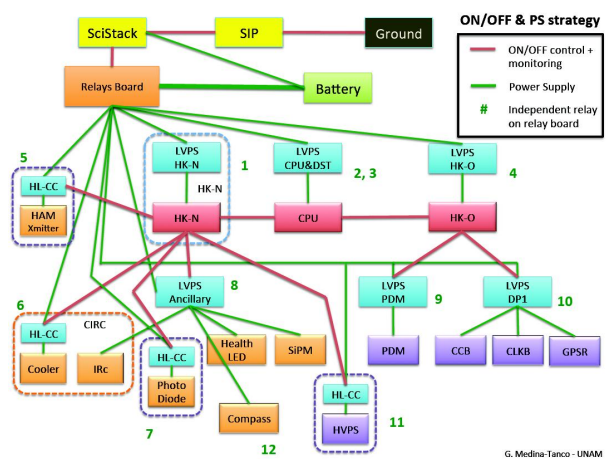 ON/OFF & PS strategy
SciStack
SIP
Ground
ON/OFF control +
monitoring
Power Supply
# Independent relay
on relay board
Relays Board
Battery
5
HL-CC
HAM
Xmitter
LVPS
HK-N
1
HK-N
HK-N
LVPS
CPU&DST
2, 3
CPU
LVPS
HK-O
4
HK-O
6
CIRC
HL-CC
Cooler
IRc
LVPS
Ancillary
8
Health
LED
SiPM
HL-CC
Photo
Diode
7
Compass
12
HL-CC
HVPS
11
LVPS
PDM
9
PDM
LVPS
DP1
10
CCB
CLKB
GPSR
G. Medina-Tanco - UNAM